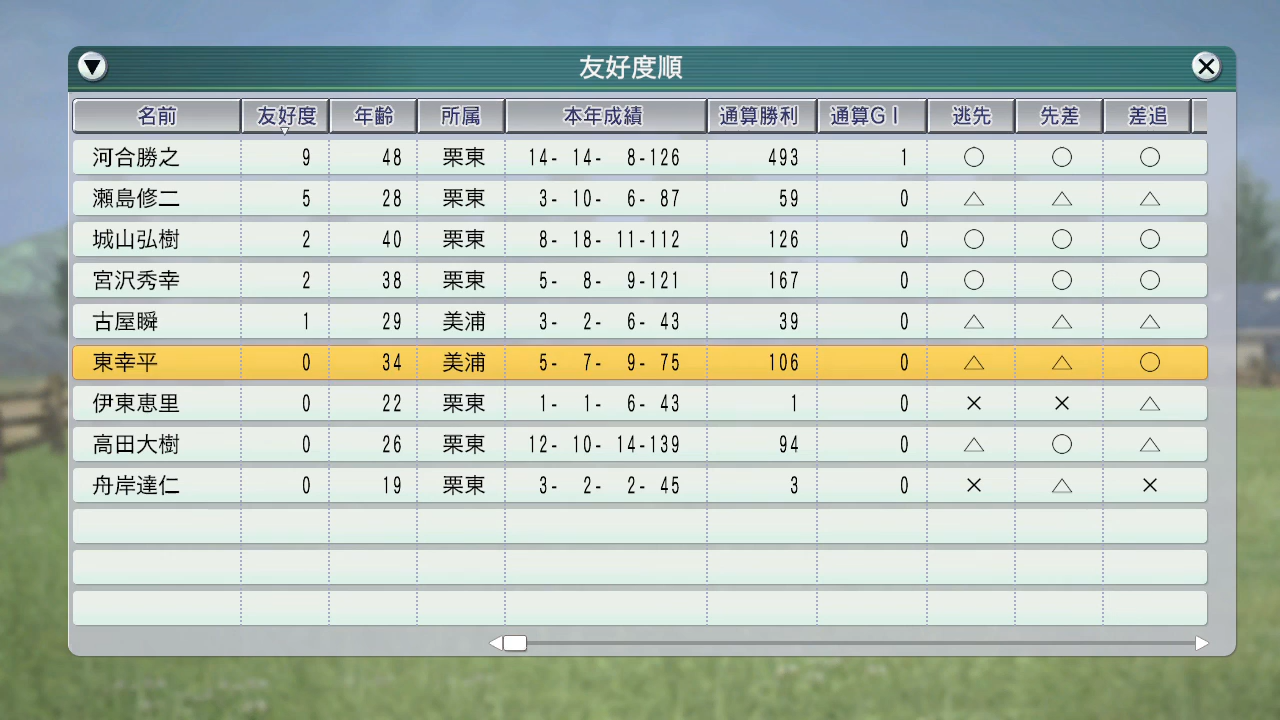 友好度順
名前 友好度 年齢 所属 本年成績 通算勝利 通算GⅠ 逃先 先差 差追
河合勝之 9 48 栗東 14- 14- 8-126 493 1 ○ ○ ○
瀬島修二 5 28 栗東 3- 10- 6- 87 59 0 △ △ △
城山弘樹 2 40 栗東 8- 18- 11-112 126 0 ○ ○ ○
宮沢秀幸 2 38 栗東 5- 8- 9-121 167 0 ○ ○ ○
古屋瞬 1 29 美浦 3- 2- 6- 43 39 0 △ △ △
東幸平 0 34 美浦 5- 7- 9- 75 106 0 △ △ ○
伊東恵里 0 22 栗東 1- 1- 6- 43 1 0 × × △
高田大樹 0 26 栗東 12- 10- 14-139 94 0 △ ○ △
舟岸達仁 0 19 栗東 3- 2- 2- 45 3 0 × △ ×